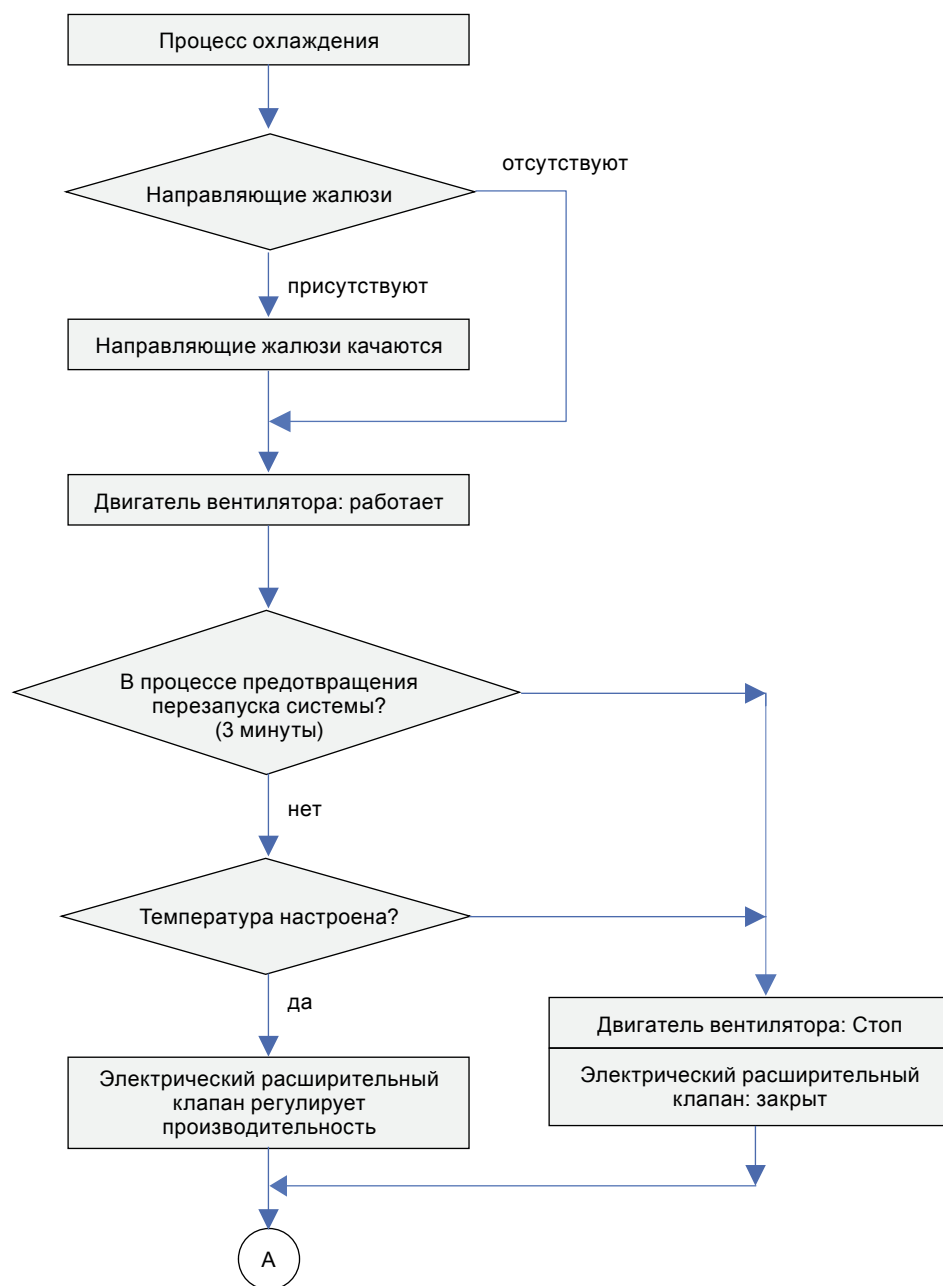 Процесс охлаждения
отсутствуют
Направляющие жалюзи
присутствуют
Направляющие жалюзи качаются
Двигатель вентилятора: работает
В процессе предотвращения
перезапуска системы?
(3 минуты)
нет
Температура настроена?
да
Двигатель вентилятора: Стоп
Электрический расширительный
клапан: закрыт
Электрический расширительный
клапан регулирует
производительность
А